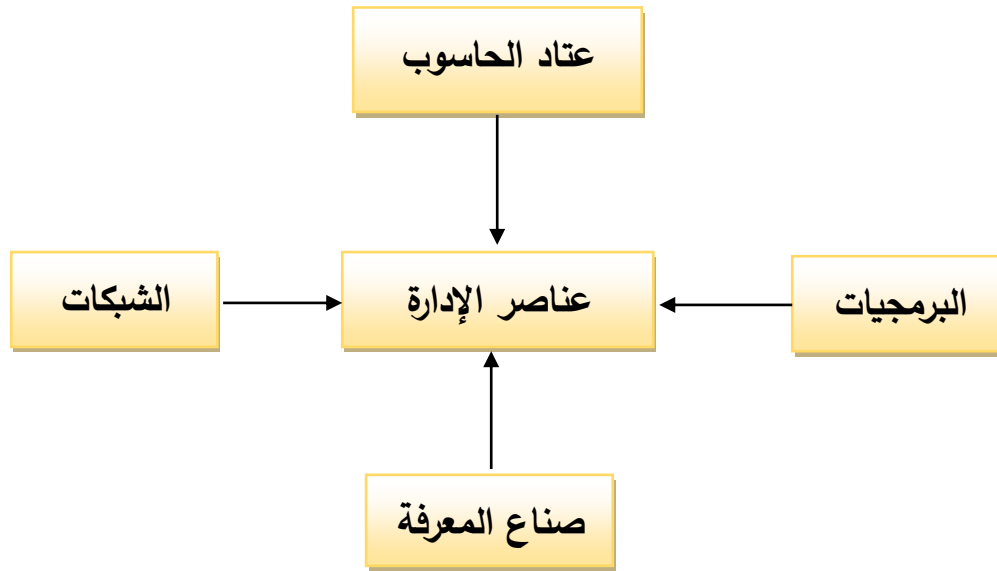 عتاد الحاسوب
البرمجيات
عناصر الإدارة
الشبكات
صناع المعرفة